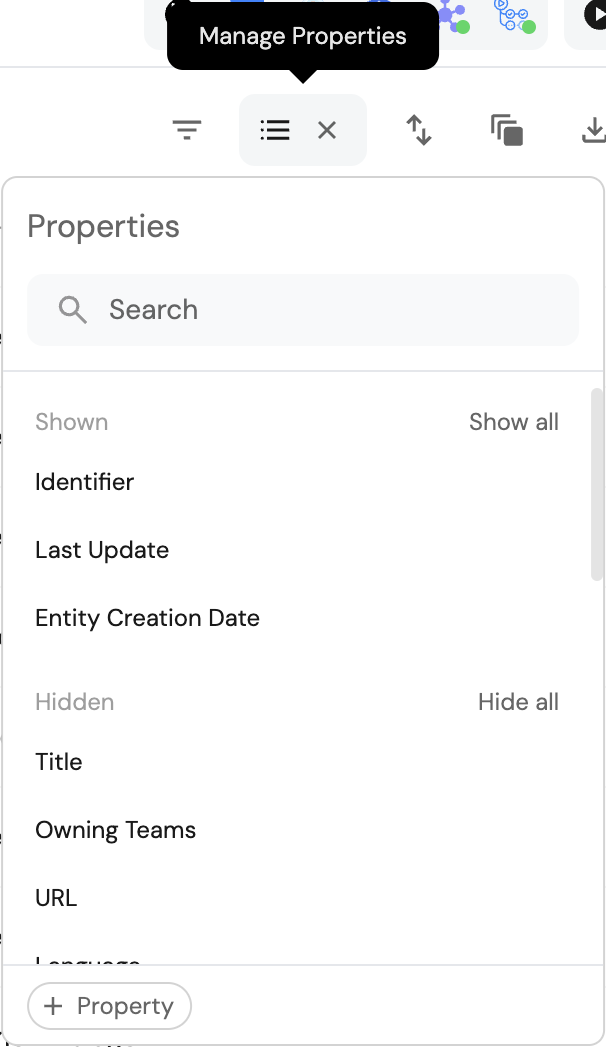 Manage Properties
Properties
Search
Shown
Show all
Identifier
Last Update
Entity Creation Date
Hidden
Hide all
Title
Owning Teams
URL
Language
+ Property